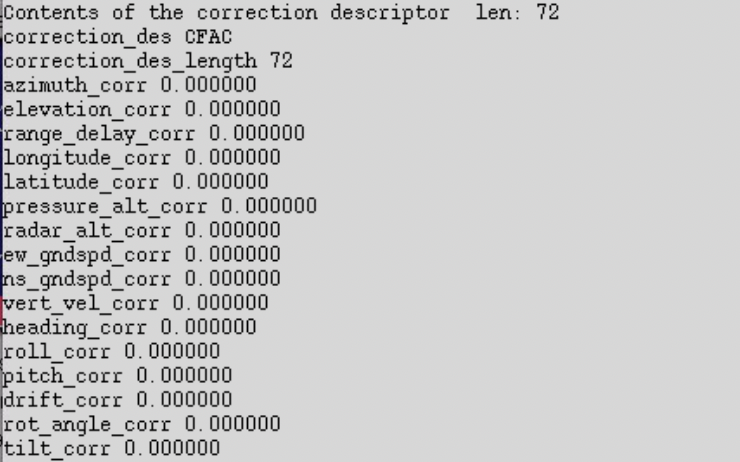 Contents of the correction descriptor  len: 72
correction_des CFAC
correction_des_length 72
azimuth_corr 0.000000
elevation_corr 0.000000
range_delay_corr 0.000000
longitude_corr 0.000000
latitude_corr 0.000000
pressure_alt_corr 0.000000
radar_alt_corr 0.000000
ew_gndspd_corr 0.000000
ns_gndspd_corr 0.000000
vert_vel_corr 0.000000
heading_corr 0.000000
roll_corr 0.000000
pitch_corr 0.000000
drift_corr 0.000000
rot_angle_corr 0.000000
tilt_corr 0.000000